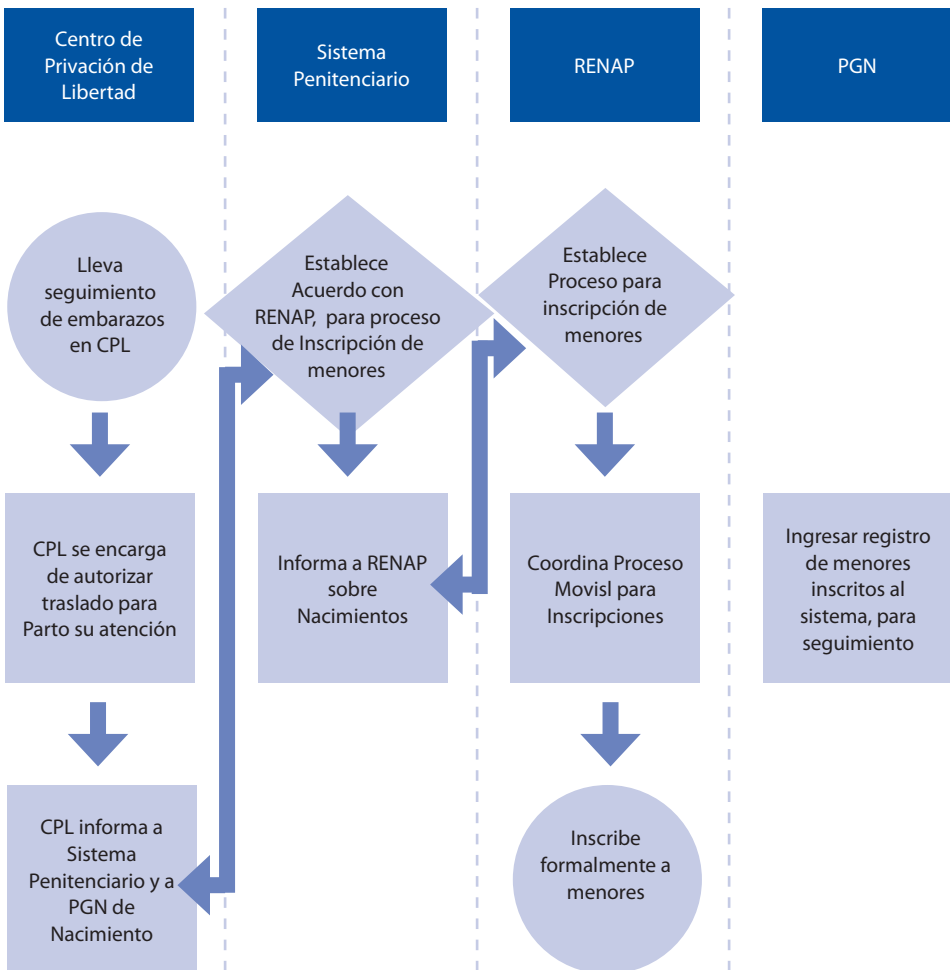 Centro de
Privación de
Libertad
Sistema
Penitenciario
RENAP
PGN
Lleva
seguimiento
de embarazos
en CPL
Establece
Acuerdo con
RENAP, para proceso
de Inscripción de
menores
Establece
Proceso para
inscripción de
menores
CPL se encarga
de autorizar
traslado para
Parto su atención
Informa a RENAP
sobre
Nacimientos
Coordina Proceso
Movisl para
Inscripciones
Ingresar registro
de menores
inscritos al
sistema, para
seguimiento
CPL informa a
Sistema
Penitenciario y a
PGN de
Nacimiento
Inscribe
formalmente a
menores